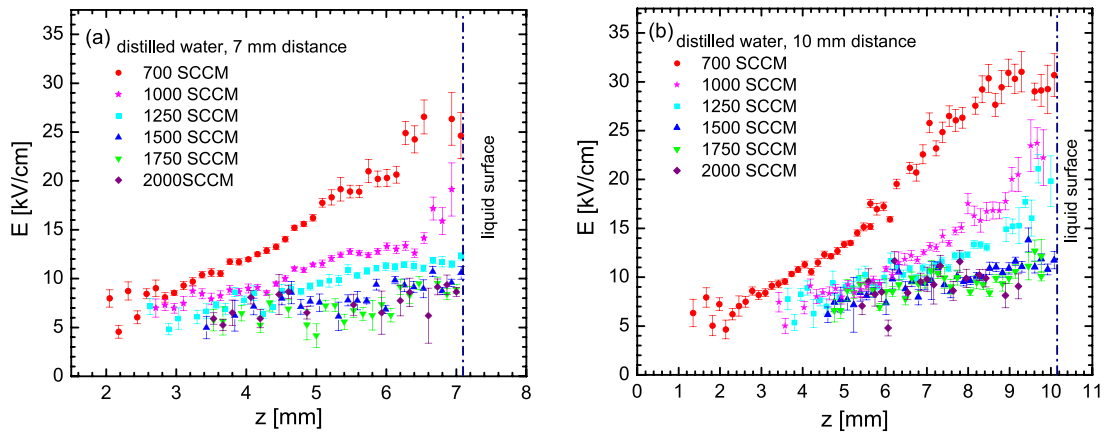 (a)
distilled water, 7 mm distance
700 SCCM
1000 SCCM
1250 SCCM
1500 SCCM
1750 SCCM
2000SCCM
liquid surface
E [kV/cm]
35
30
25
20
15
10
5
0
2 3 4 5 6 7 8
z [mm]
(b)
distilled water, 10 mm distance
700 SCCM
1000 SCCM
1250 SCCM
1500 SCCM
1750 SCCM
2000 SCCM
liquid surface
E [kV/cm]
35
30
25
20
15
10
5
0
0 1 2 3 4 5 6 7 8 9 10 11
z [mm]